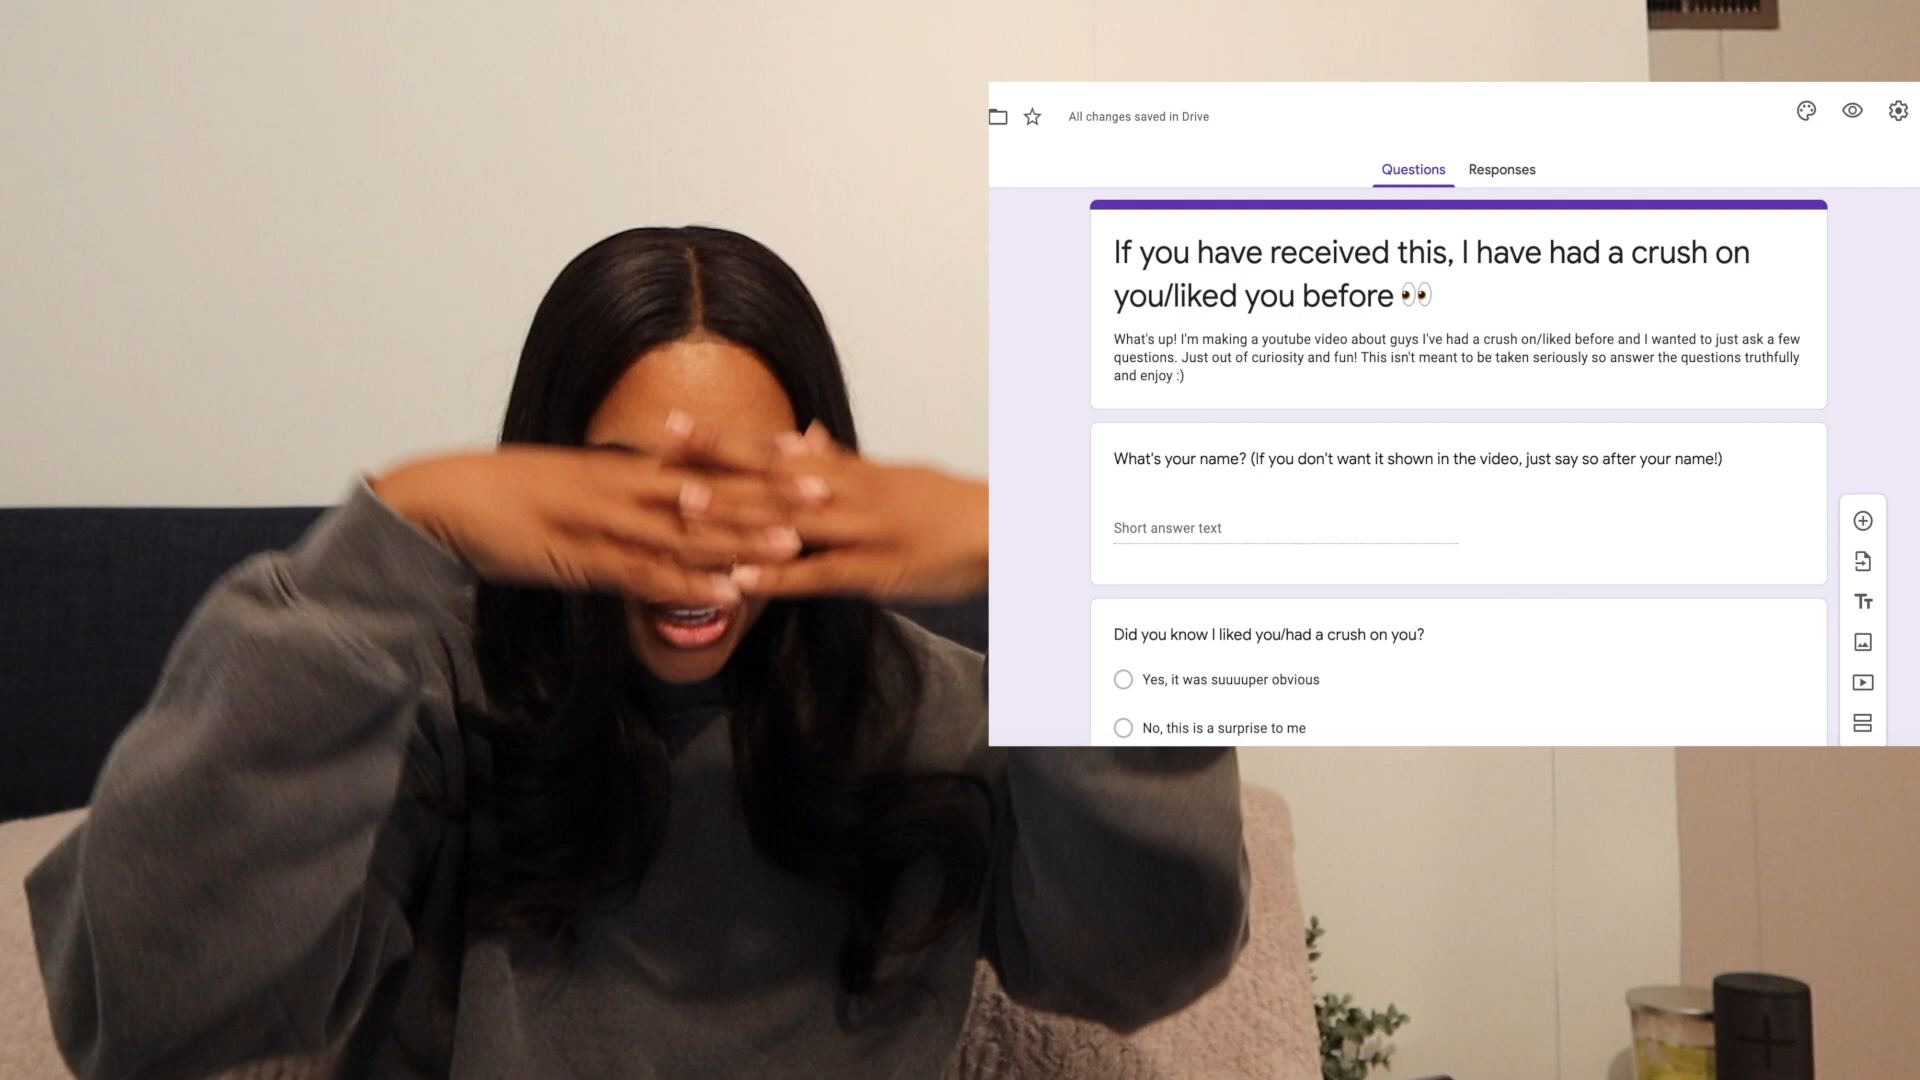 All changes saved in Drive
Questions Responses
If you have received this, I have had a crush on
you/liked you before 👀
What's up! I'm making a youtube video about guys I've had a crush on/liked before and I wanted to just ask a few
questions. Just out of curiosity and fun! This isn't meant to be taken seriously so answer the questions truthfully
and enjoy :)
What's your name? (If you don't want it shown in the video, just say so after your name!)
Short answer text
Did you know I liked you/had a crush on you?
Yes, it was suuuuper obvious
No, this is a surprise to me